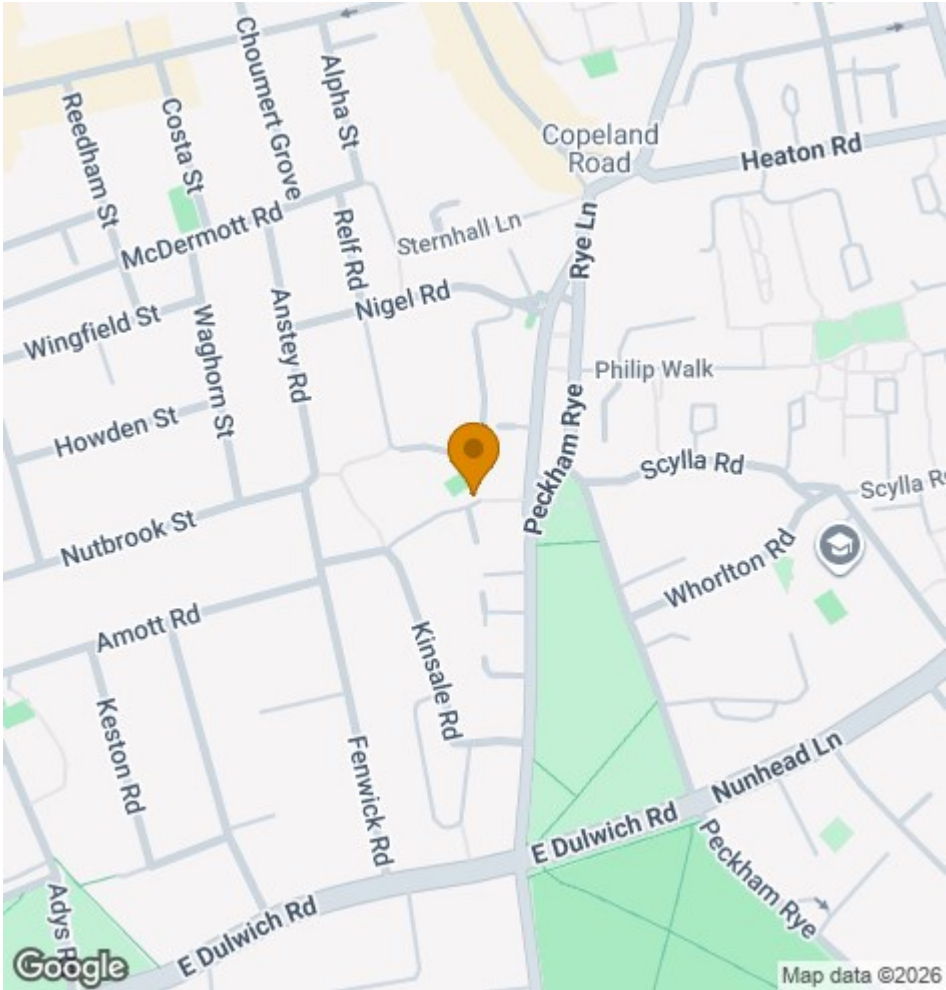 Choumert Grove
Alpha St
Reedham St
Costa St
Copeland
Road
Heaton Rd
McDermott Rd
Relf Rd
Sternhall Ln
Rye Ln
Nigel Rd
Anstey Rd
Wingfield St
Waghorn St
Philip Walk
Howden St
Peckham Rye
Scylla Rd
Scylla Rd
Nutbrook St
Whorlton Rd
Amott Rd
Kinsale Rd
Keston Rd
Fenwick Rd
Nunhead Ln
E Dulwich Rd
Peckham Rye
Adys R
E Dulwich Rd
Google
Map data ©2026